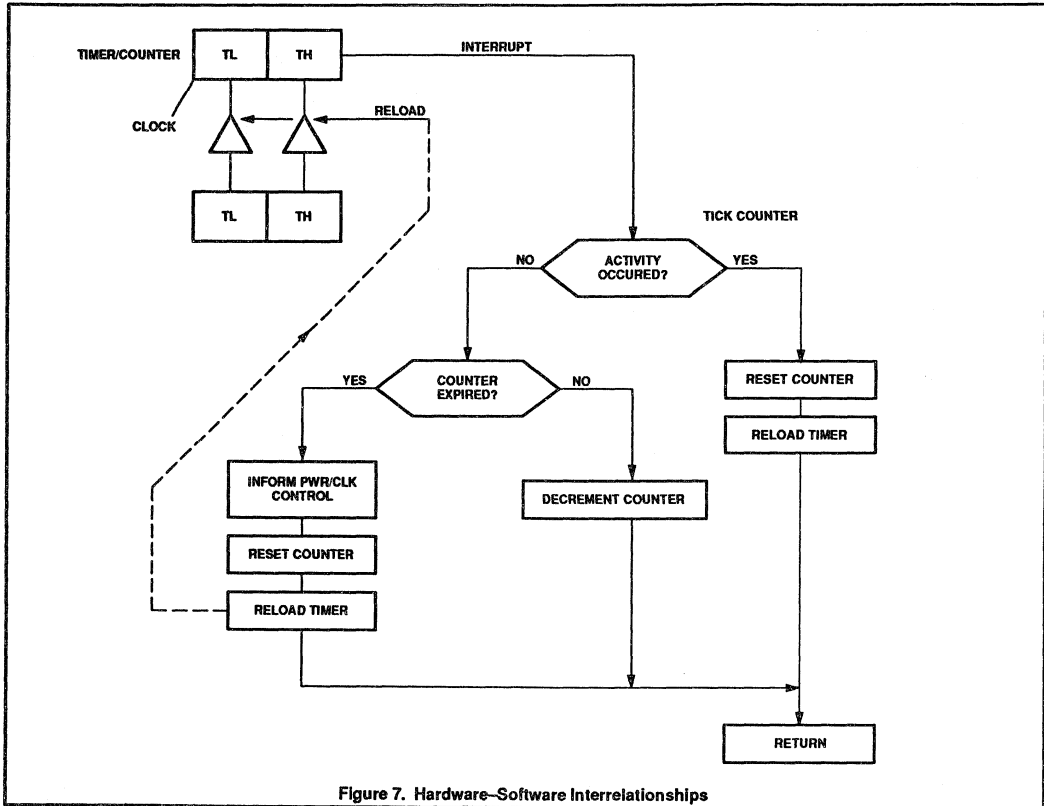 TIMER/COUNTER
TL
TH
INTERRUPT
CLOCK
RELOAD
TL
TH
TICK COUNTER
NO
ACTIVITY
OCCURED?
YES
YES
COUNTER
EXPIRED?
NO
RESET COUNTER
RELOAD TIMER
INFORM PWR/CLK
CONTROL
DECREMENT COUNTER
RESET COUNTER
RELOAD TIMER
RETURN
Figure 7. Hardware–Software Interrelationships